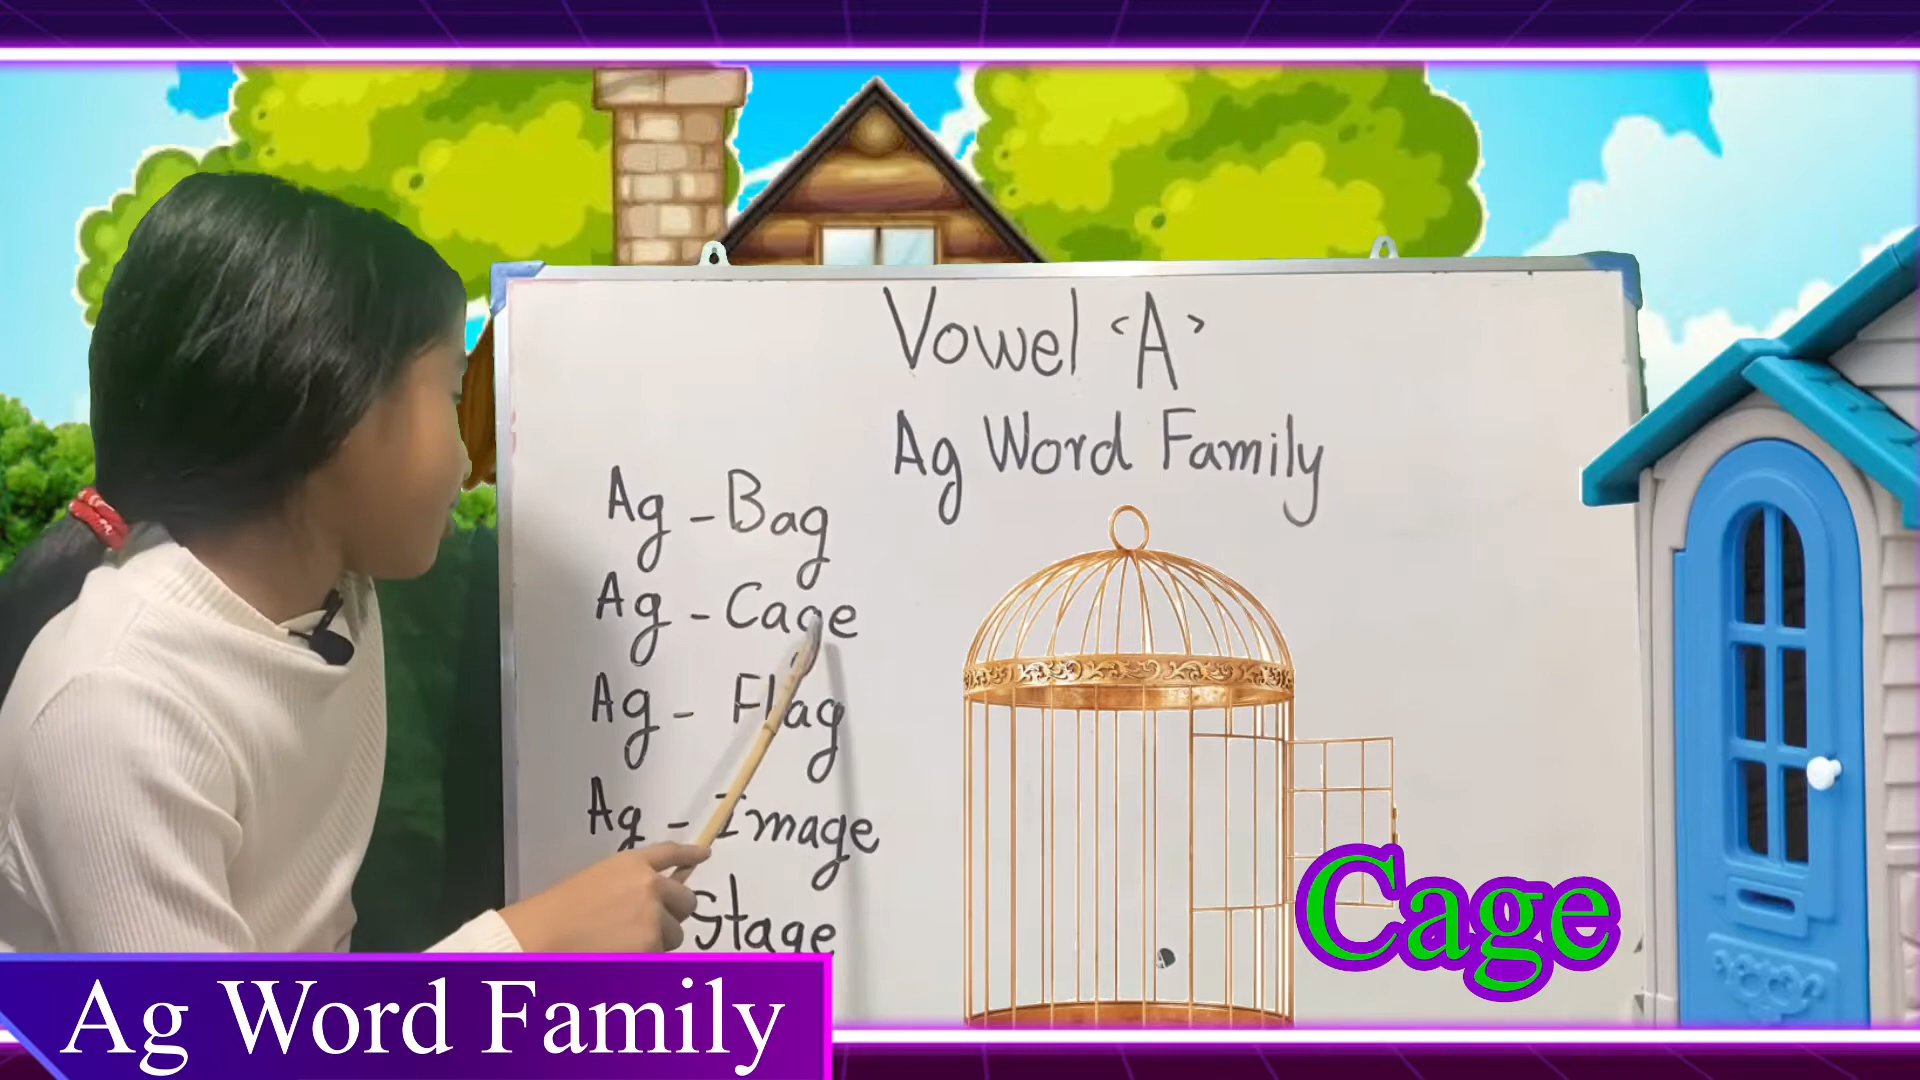 Vowel 'A'
Ag Word Family
Ag - Bag
Ag - Cage
Ag - Flag
Ag - Image
Stage
Cage
Ag Word Family